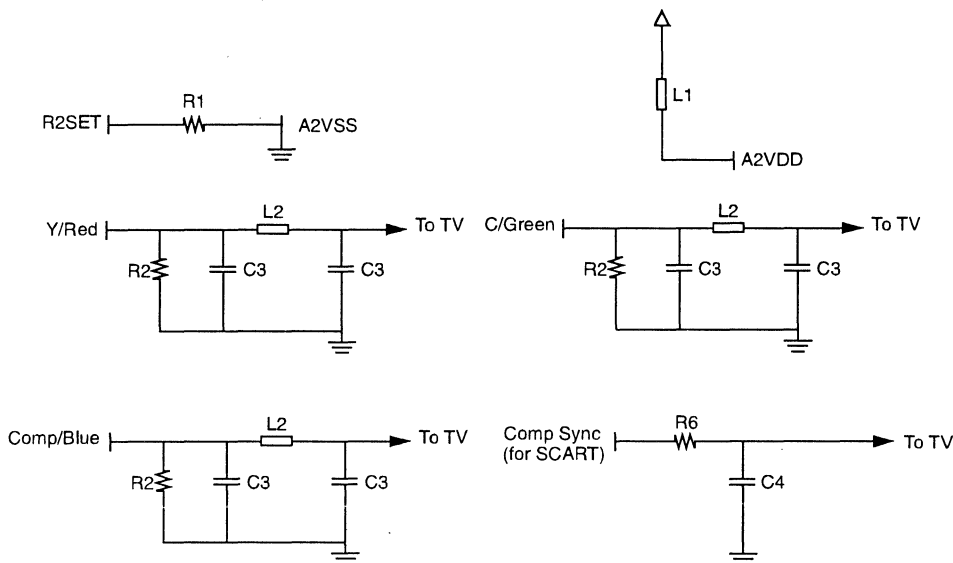 R1
R2SET
A2VSS
L1
A2VDD
Y/Red
L2
To TV
R2
C3
C3
C/Green
L2
To TV
R2
C3
C3
Comp/Blue
L2
To TV
R2
C3
C3
Comp Sync
(for SCART)
R6
To TV
C4